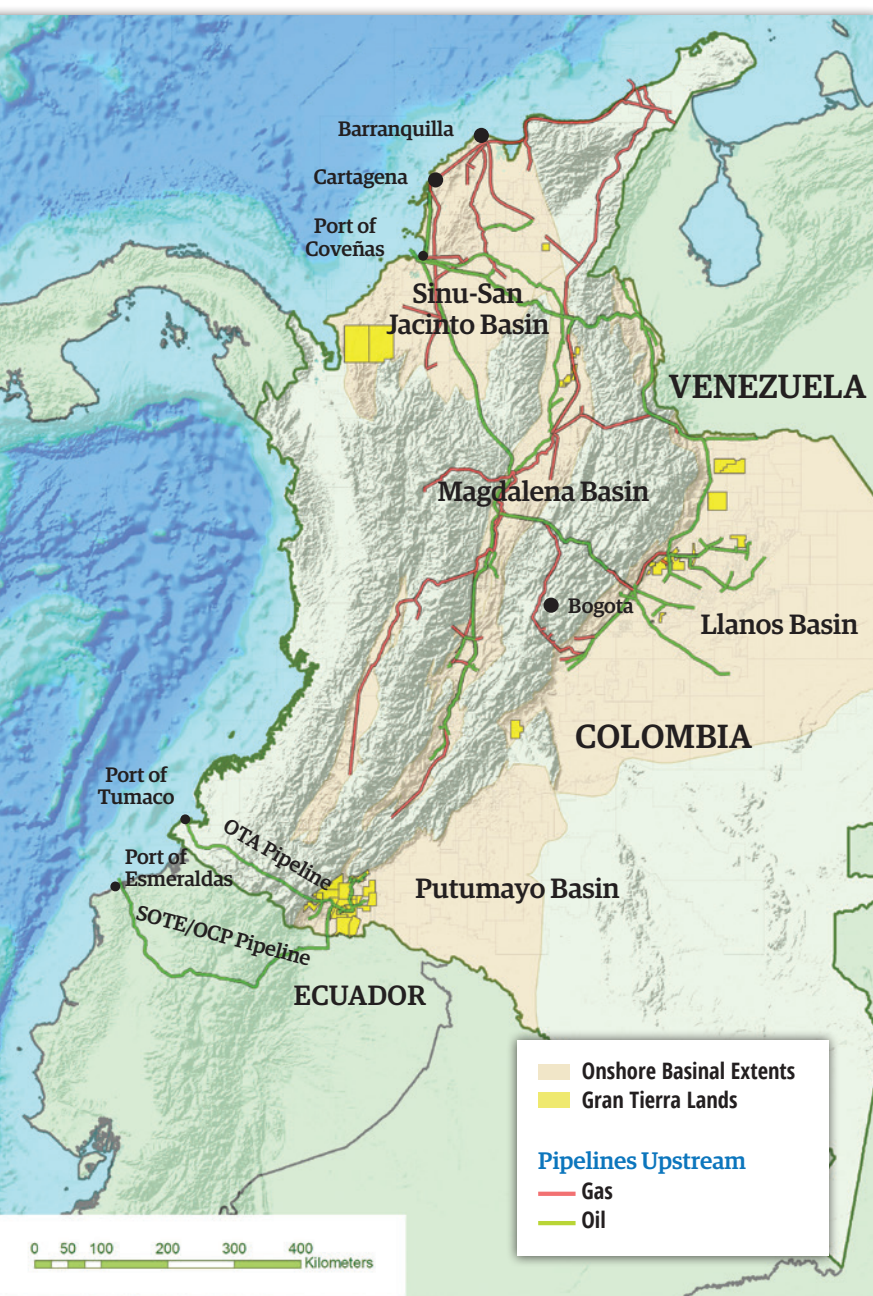 Barranquilla
Cartagena
Port of
Coveñas
Sinu-San
Jacinto Basin
VENEZUELA
Magdalena Basin
Bogota
Llanos Basin
COLOMBIA
Port of
Tumaco
OTA Pipeline
Port of
Esmeraldas
SOTE/OCP Pipeline
Putumayo Basin
ECUADOR
Onshore Basinal Extents
Gran Tierra Lands
Pipelines Upstream
Gas
Oil
0 50 100 200 300 400
Kilometers